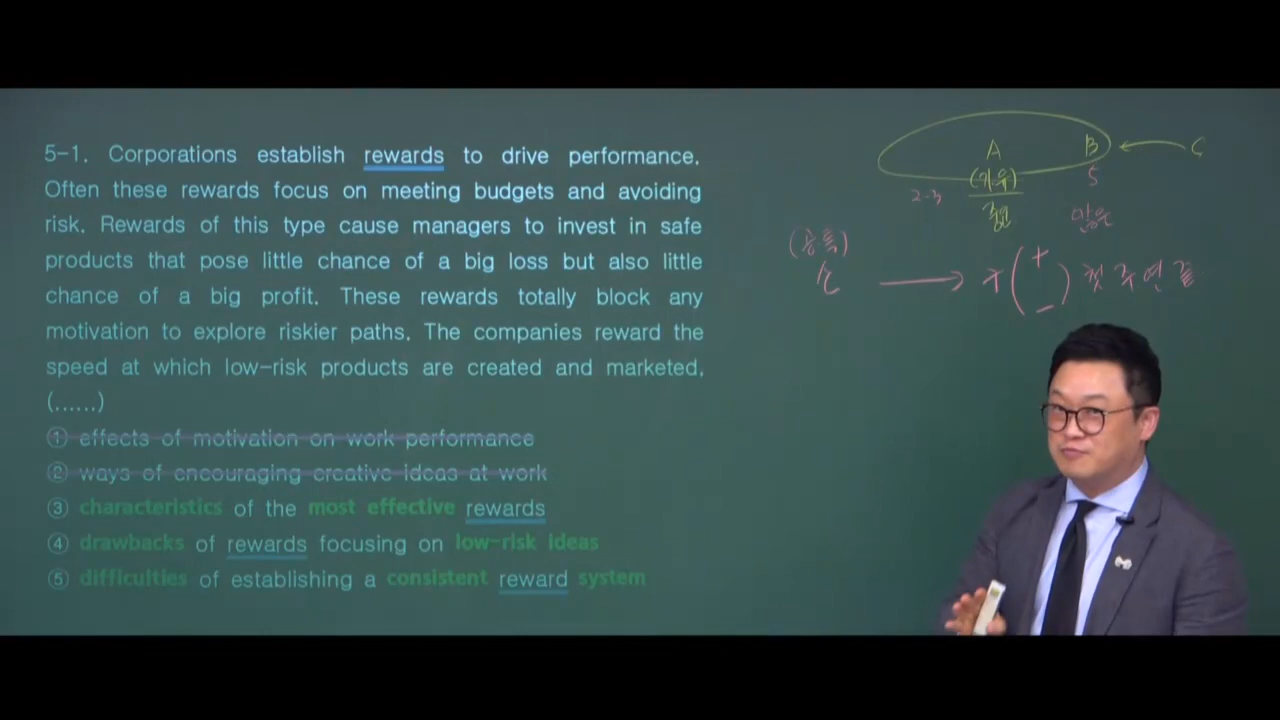 5-1. Corporations establish rewards to drive performance.
Often these rewards focus on meeting budgets and avoiding
risk. Rewards of this type cause managers to invest in safe
products that pose little chance of a big loss but also little
chance of a big profit. These rewards totally block any
motivation to explore riskier paths. The companies reward the
speed at which low-risk products are created and marketed.
(......)
① effects of motivation on work performance
② ways of encouraging creative ideas at work
③ characteristics of the most effective rewards
④ drawbacks of rewards focusing on low-risk ideas
⑤ difficulties of establishing a consistent reward system
A B C
2-3 5
(공통)
+
-